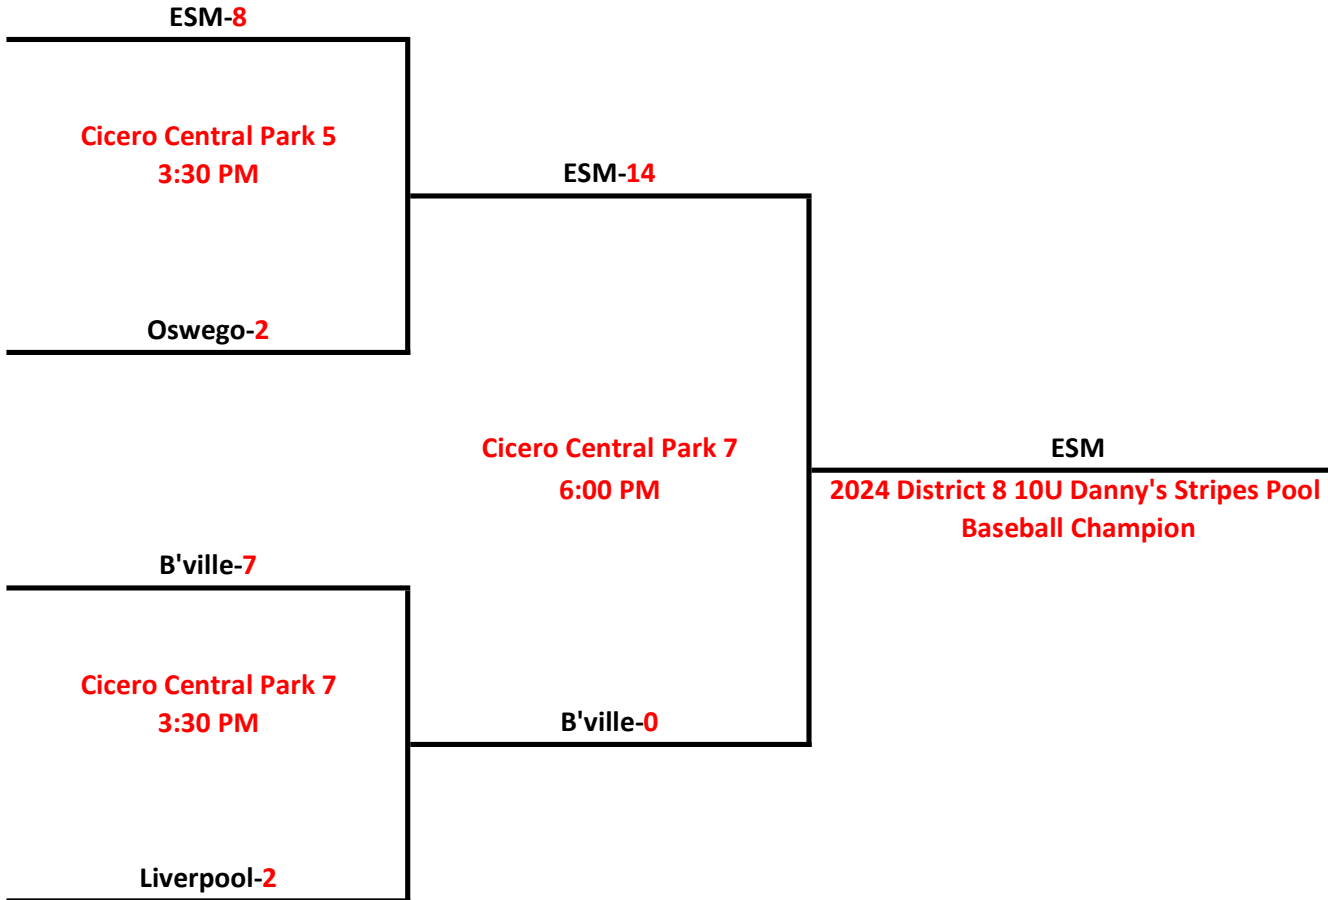 ESM-8
Cicero Central Park 5
3:30 PM
ESM-14
Oswego-2
Cicero Central Park 7
6:00 PM
ESM
2024 District 8 10U Danny's Stripes Pool
Baseball Champion
B'ville-7
Cicero Central Park 7
3:30 PM
B'ville-0
Liverpool-2